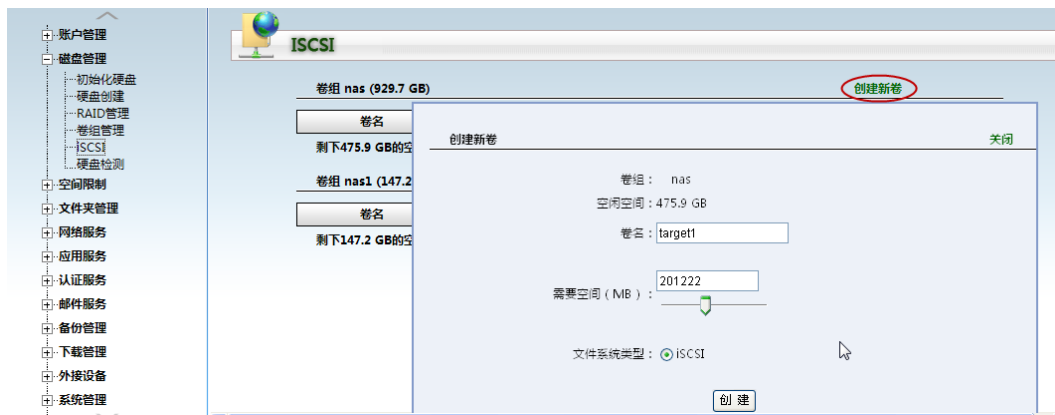 账户管理
磁盘管理
初始化硬盘
硬盘创建
RAID管理
卷组管理
iSCSI
硬盘检测
空间限制
文件夹管理
网络服务
应用服务
认证服务
邮件服务
备份管理
下载管理
外接设备
系统管理
ISCSI
卷组 nas (929.7 GB) 创建新卷
卷名
剩下475.9 GB的空
卷组 nas1 (147.2
卷名
剩下147.2 GB的空
创建新卷 关闭
卷组： nas
空闲空间：475.9 GB
卷名：target1
需要空间（MB）：201222
文件系统类型：iSCSI
创 建